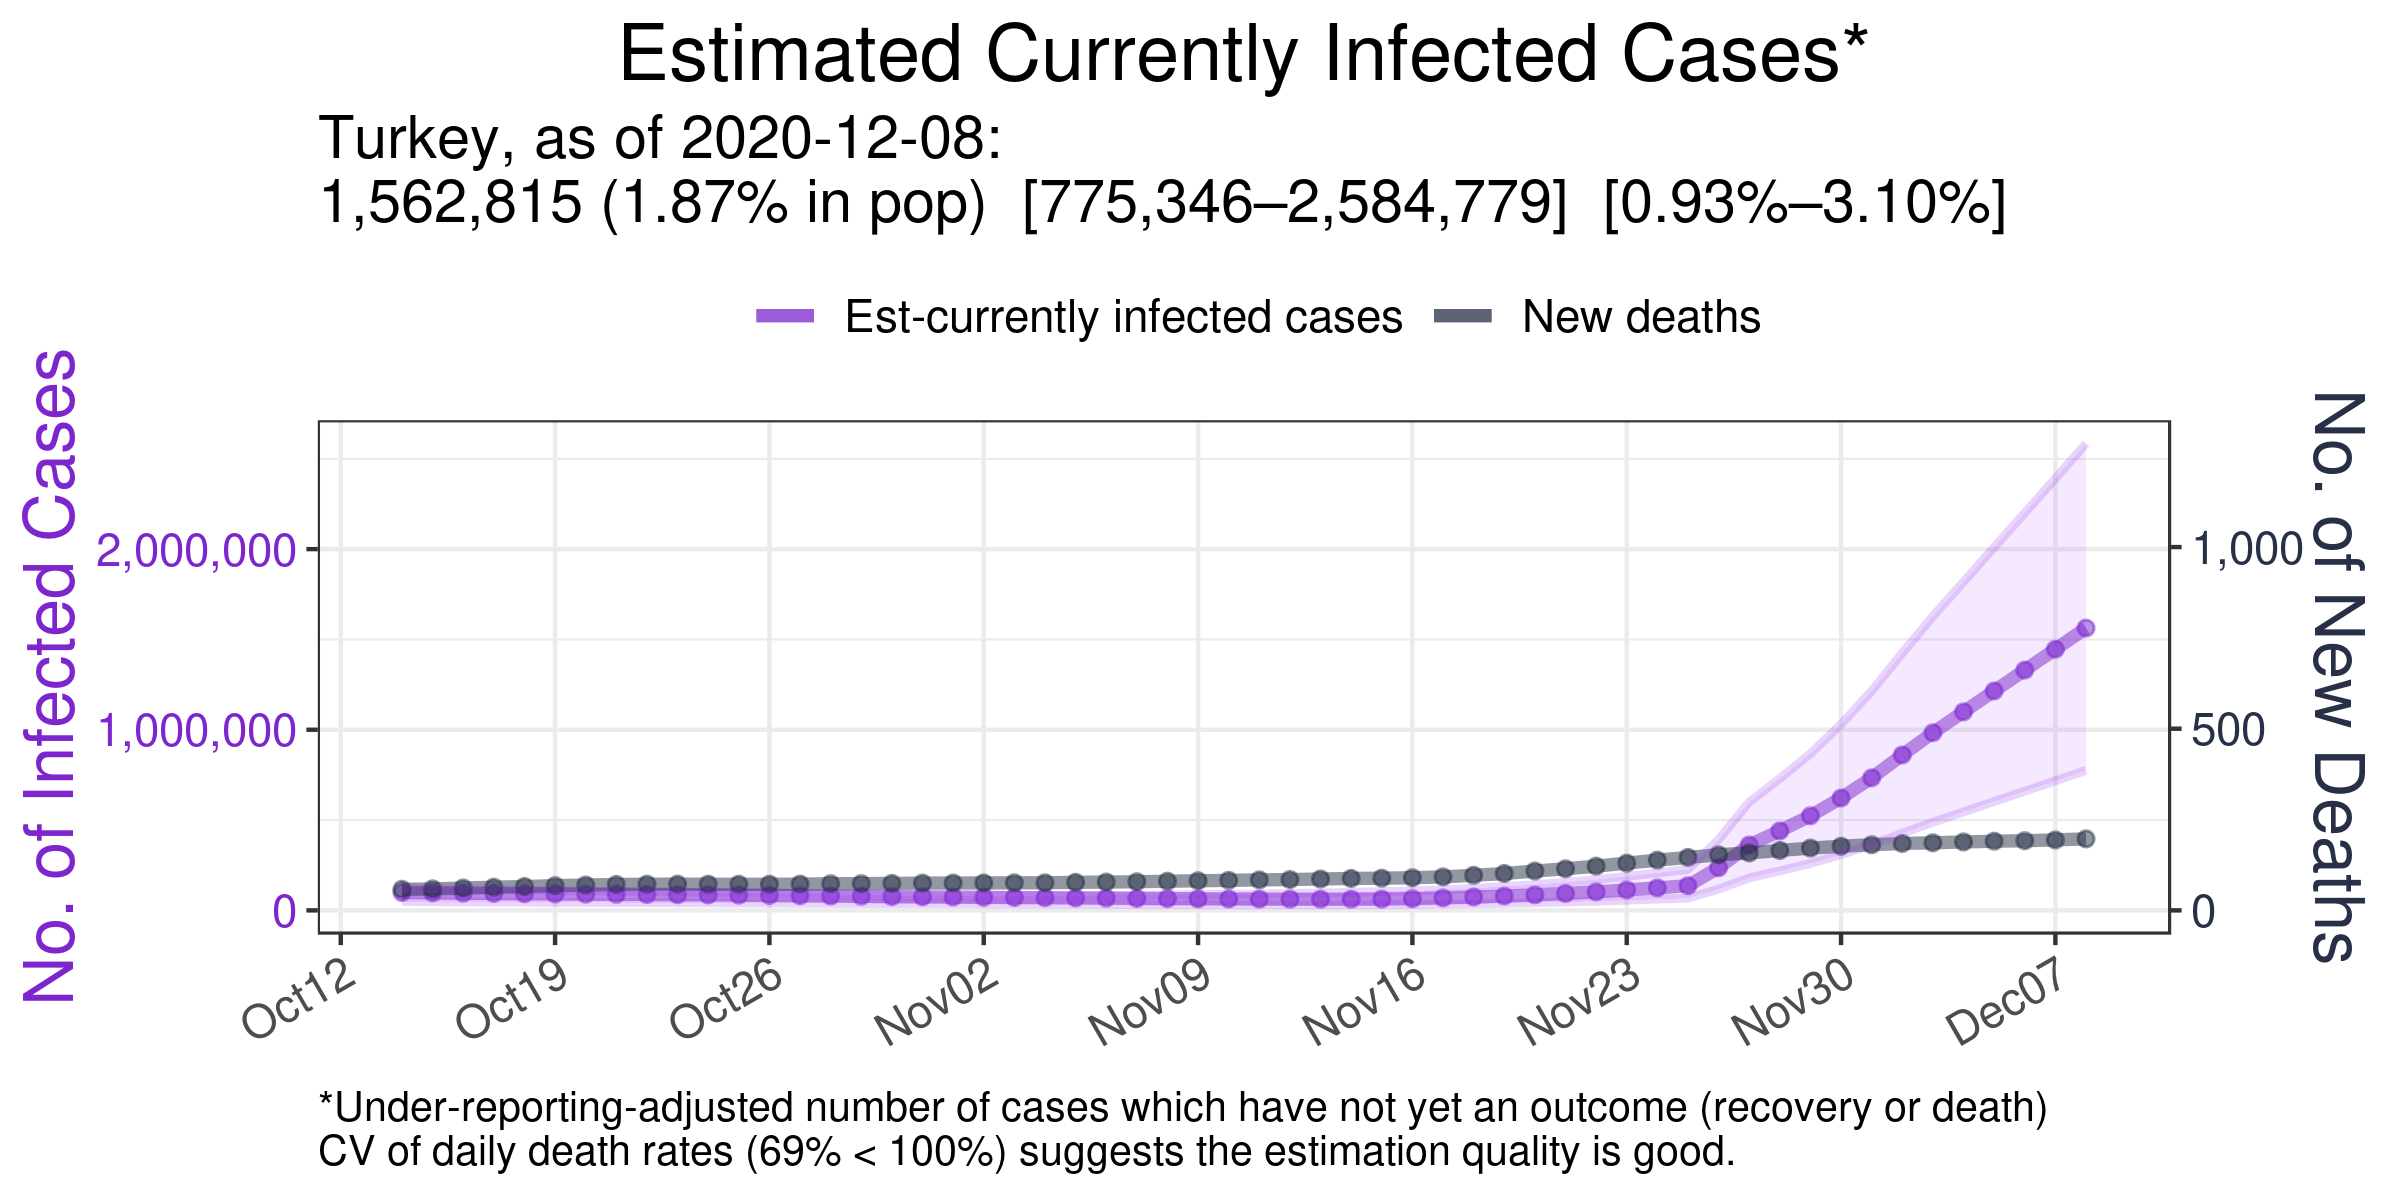 Estimated Currently Infected Cases*
Turkey, as of 2020-12-08:
1,562,815 (1.87% in pop) [775,346–2,584,779] [0.93%–3.10%]
Est-currently infected cases
New deaths
No. of Infected Cases
2,000,000
1,000,000
0
1,000
500
0
No. of New Deaths
Oct12
Oct19
Oct26
Nov02
Nov09
Nov16
Nov23
Nov30
Dec07
*Under-reporting-adjusted number of cases which have not yet an outcome (recovery or death)
CV of daily death rates (69% < 100%) suggests the estimation quality is good.